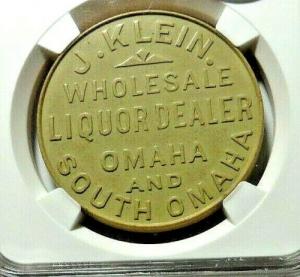 J. KLEIN.
WHOLESALE
LIQUOR DEALER
OMAHA
AND
SOUTH OMAHA